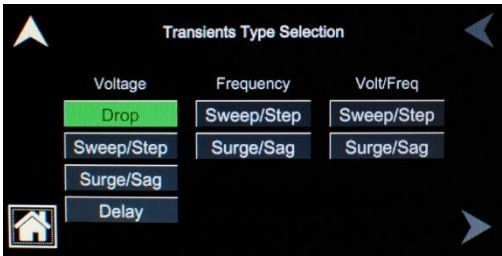 Transients Type Selection
Voltage Frequency Volt/Freq
Drop Sweep/Step Sweep/Step
Sweep/Step Surge/Sag Surge/Sag
Surge/Sag
Delay